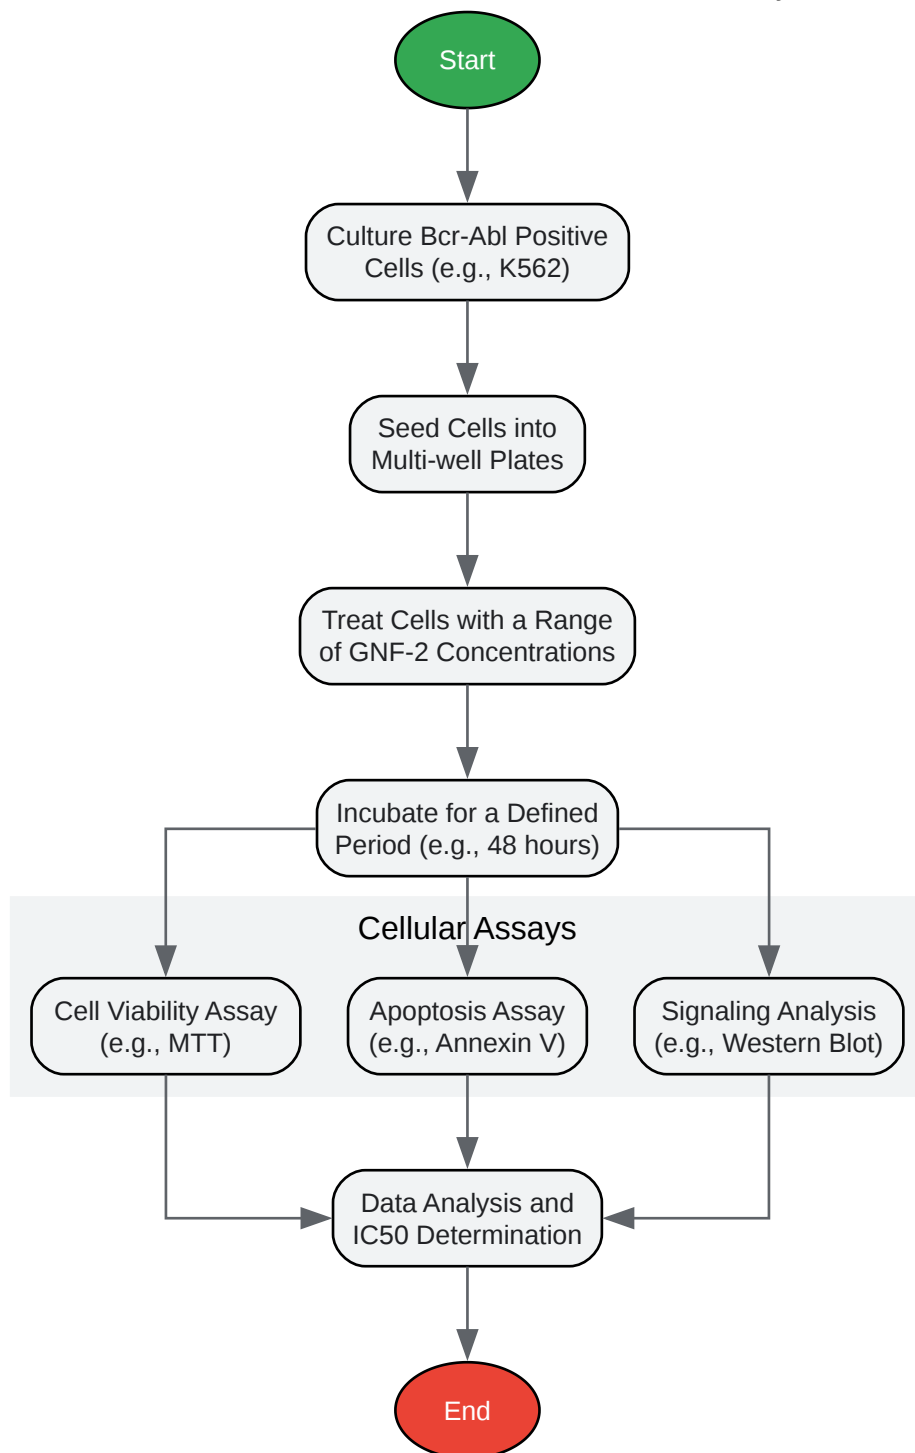 Start
Culture Bcr-Abl Positive
Cells (e.g., K562)
Seed Cells into
Multi-well Plates
Treat Cells with a Range
of GNF-2 Concentrations
Incubate for a Defined
Period (e.g., 48 hours)
Cellular Assays
Cell Viability Assay
(e.g., MTT)
Apoptosis Assay
(e.g., Annexin V)
Signaling Analysis
(e.g., Western Blot)
Data Analysis and
IC50 Determination
End